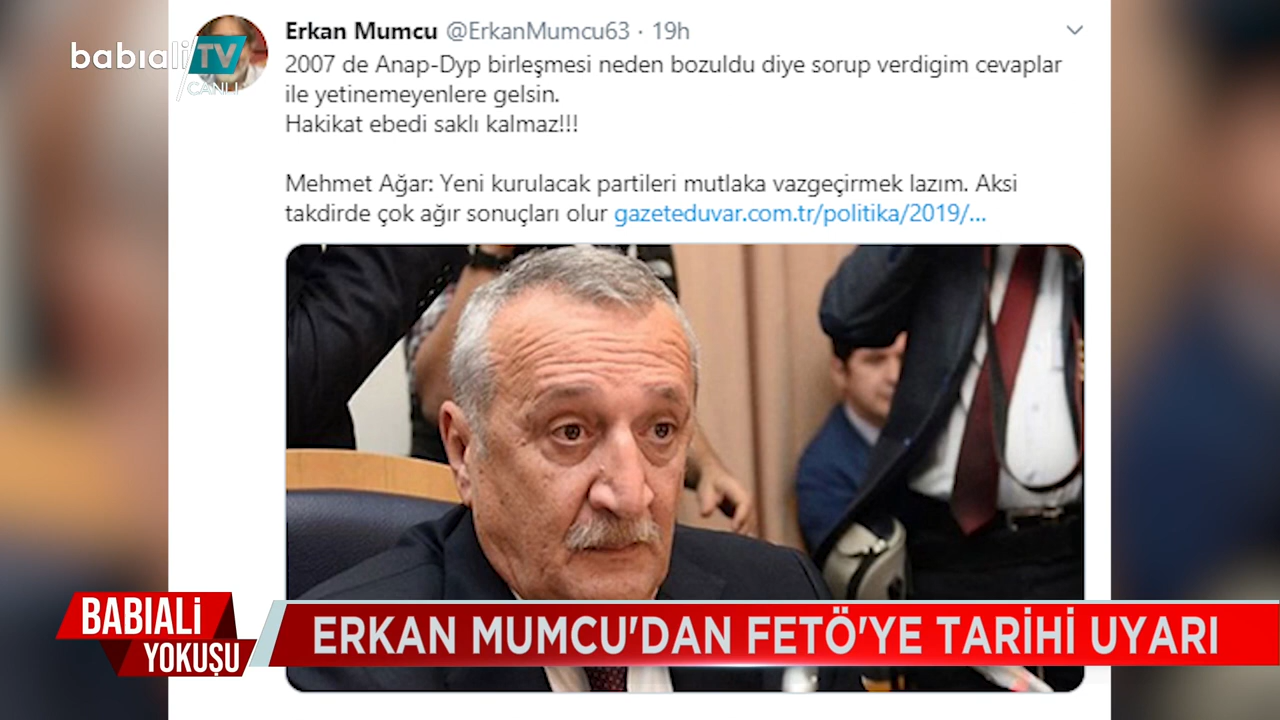 babıali TV
CANLI
Erkan Mumcu @ErkanMumcu63 · 19h
2007 de Anap-Dyp birleşmesi neden bozuldu diye sorup verdigim cevaplar
ile yetinemeyenlere gelsin.
Hakikat ebedi saklı kalmaz!!!
Mehmet Ağar: Yeni kurulacak partileri mutlaka vazgeçirmek lazım. Aksi
takdirde çok ağır sonuçları olur gazeteduvar.com.tr/politika/2019/...
BABIALİ
YOKUŞU
ERKAN MUMCU'DAN FETÖ'YE TARİHİ UYARI